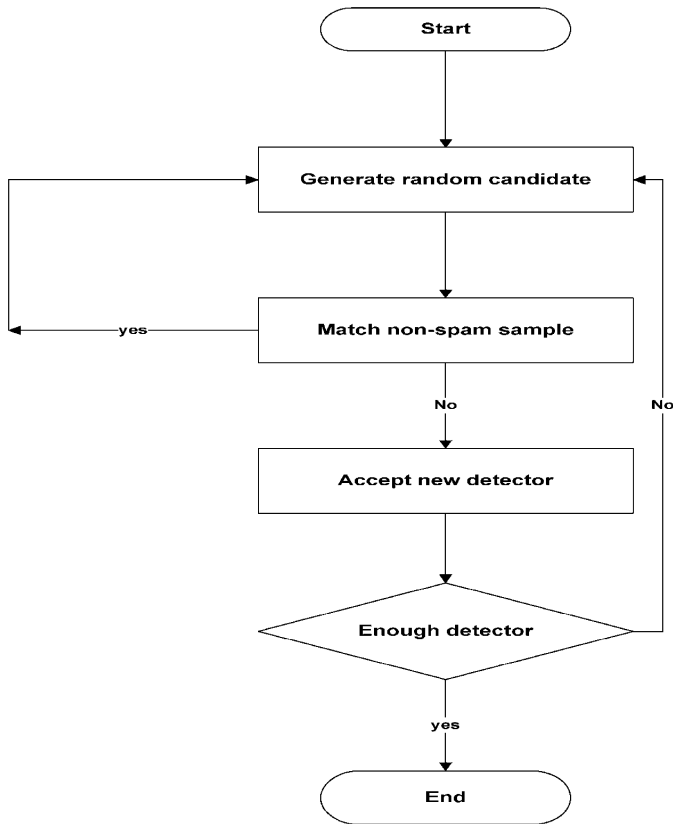 Start
Generate random candidate
yes
Match non-spam sample
No
No
Accept new detector
Enough detector
yes
End